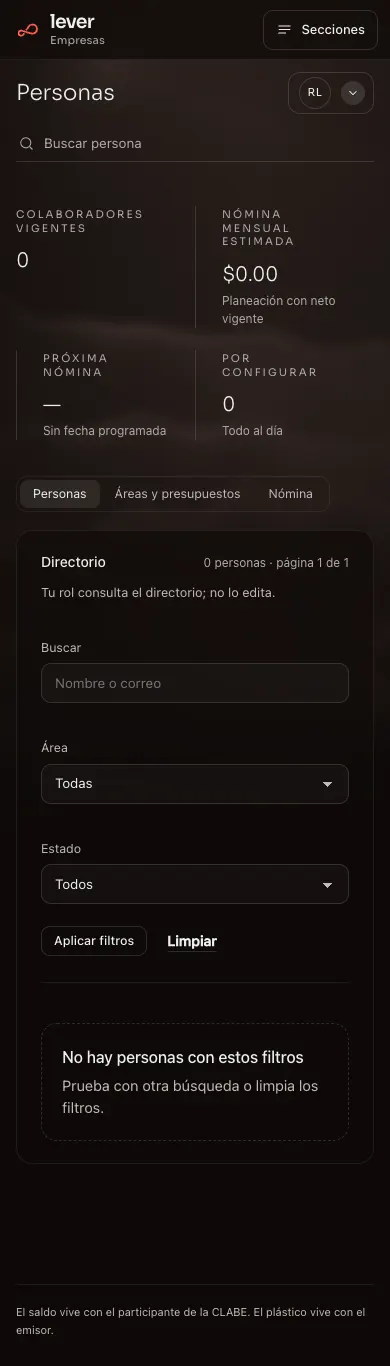 lever
Empresas
Secciones
Personas
RL
Buscar persona
COLABORADORES
VIGENTES
0
NÓMINA
MENSUAL
ESTIMADA
$0.00
Planeación con neto
vigente
PRÓXIMA
NÓMINA
—
Sin fecha programada
POR
CONFIGURAR
0
Todo al día
Personas
Áreas y presupuestos
Nómina
Directorio
0 personas · página 1 de 1
Tu rol consulta el directorio; no lo edita.
Buscar
Nombre o correo
Área
Todas
Estado
Todos
Aplicar filtros
Limpiar
No hay personas con estos filtros
Prueba con otra búsqueda o limpia los
filtros.
El saldo vive con el participante de la CLABE. El plástico vive con el
emisor.